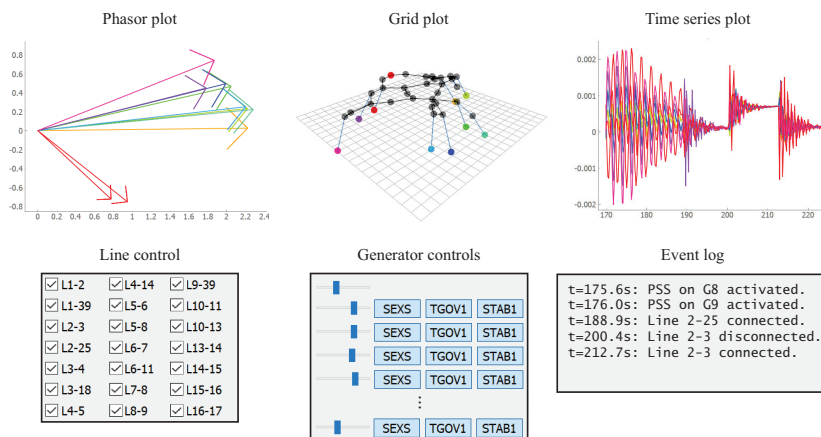 Phasor plot
Grid plot
Time series plot
0.8
0.6
0.4
0.2
0
-0.2
-0.4
-0.6
-0.8
0 0.2 0.4 0.6 0.8 1 1.2 1.4 1.6 1.8 2 2.2 2.4
0.002
0.001
0
-0.001
-0.002
170 180 190 200 210 220
Line control
L1-2 L4-14 L9-39
L1-39 L5-6 L10-11
L2-3 L5-8 L10-13
L2-25 L6-7 L13-14
L3-4 L6-11 L14-15
L3-18 L7-8 L15-16
L4-5 L8-9 L16-17
Generator controls
SEXS TGOV1 STAB1
SEXS TGOV1 STAB1
SEXS TGOV1 STAB1
SEXS TGOV1 STAB1
⋮
SEXS TGOV1 STAB1
Event log
t=175.6s: PSS on G8 activated.
t=176.0s: PSS on G9 activated.
t=188.9s: Line 2-25 connected.
t=200.4s: Line 2-3 disconnected.
t=212.7s: Line 2-3 connected.